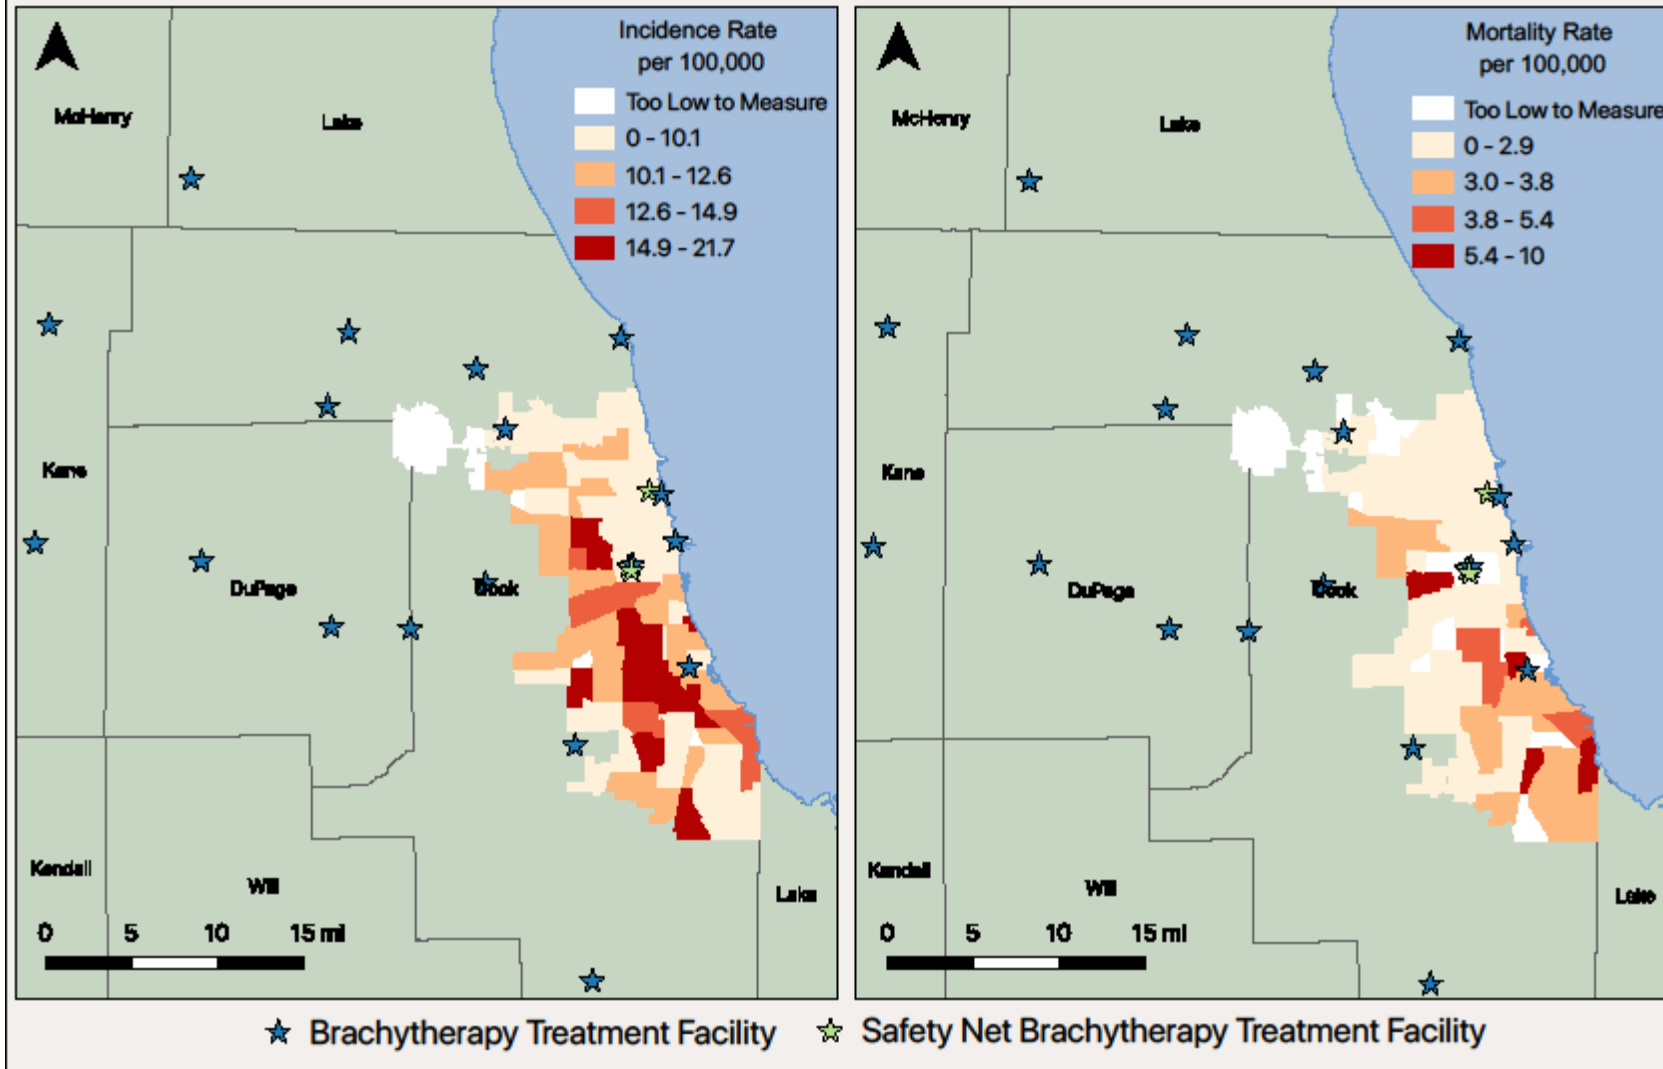 Incidence Rate
per 100,000
Too Low to Measure
0 - 10.1
10.1 - 12.6
12.6 - 14.9
14.9 - 21.7
McHenry
Lake
Kane
DuPage
Cook
Kendall
Will
Lake
0 5 10 15 mi
Mortality Rate
per 100,000
Too Low to Measure
0 - 2.9
3.0 - 3.8
3.8 - 5.4
5.4 - 10
McHenry
Lake
Kane
DuPage
Cook
Kendall
Will
Lake
0 5 10 15 mi
Brachytherapy Treatment Facility
Safety Net Brachytherapy Treatment Facility